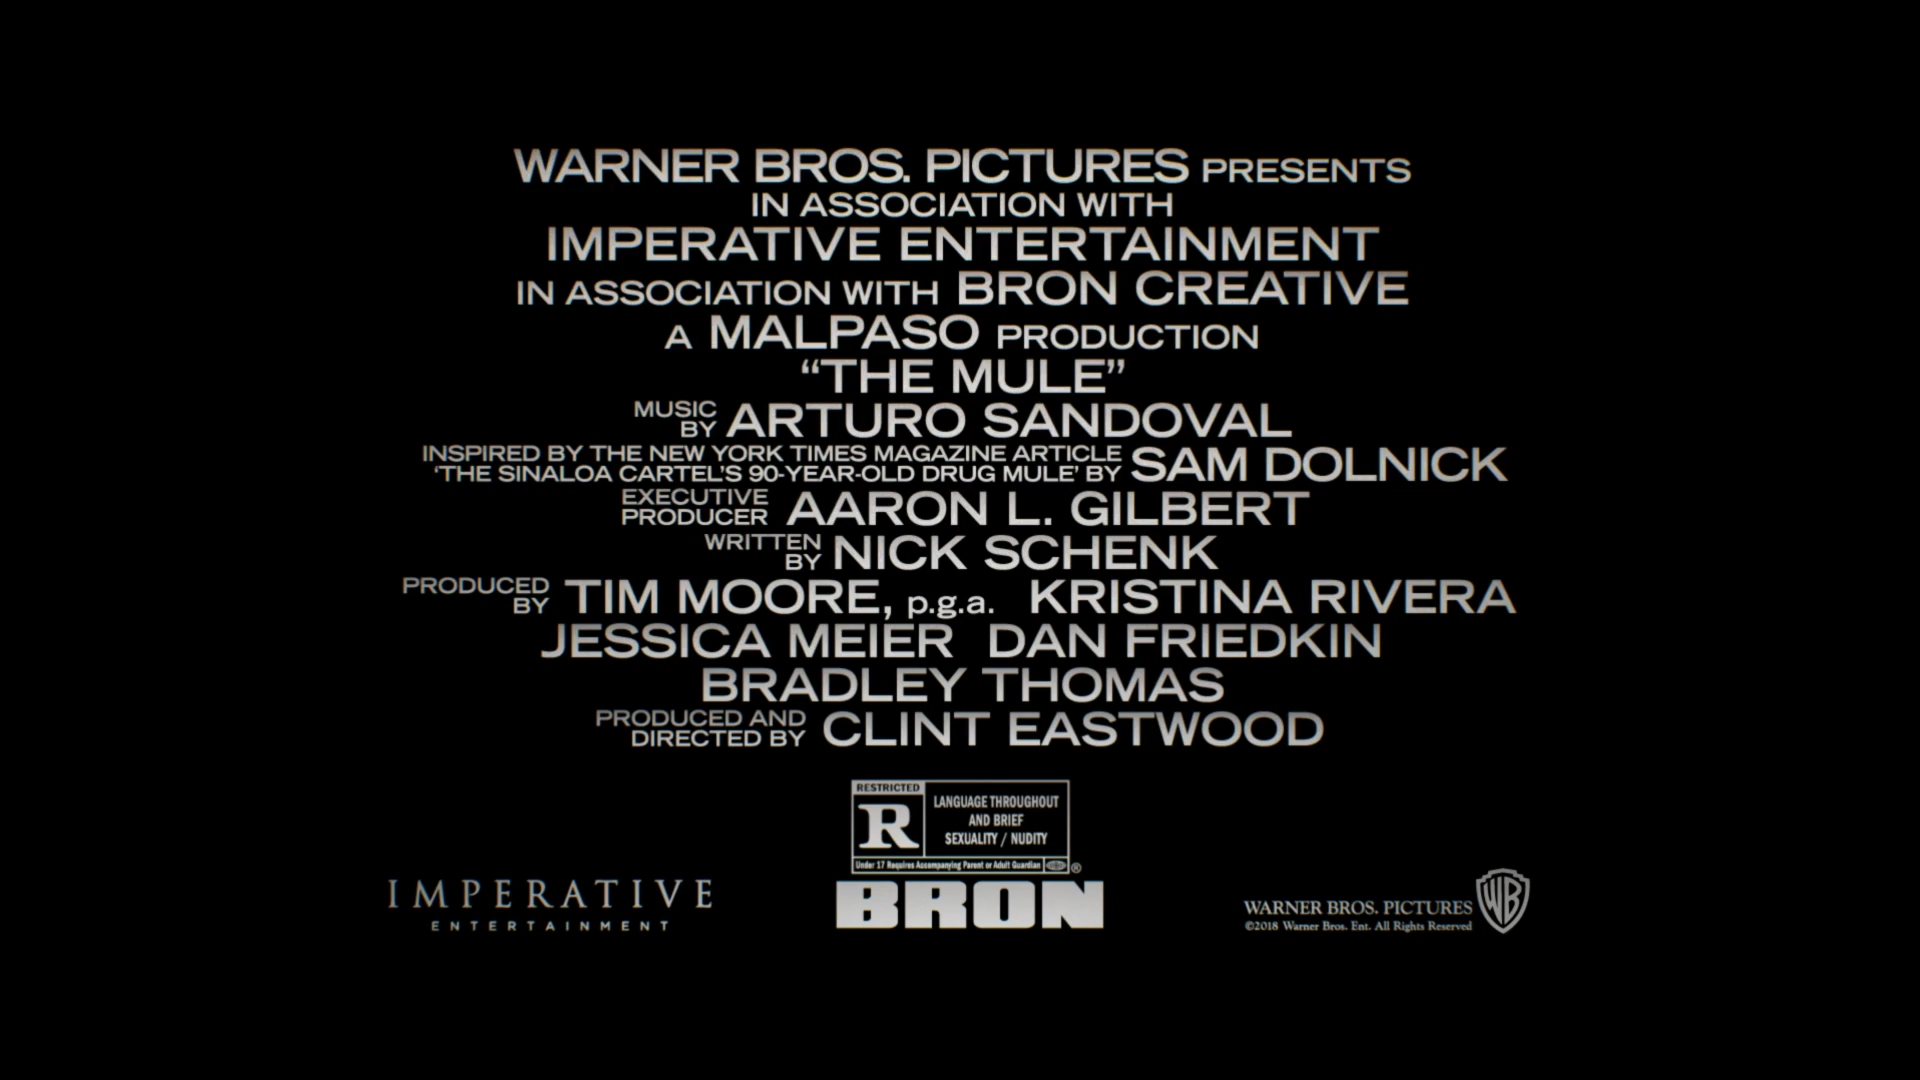 WARNER BROS. PICTURES PRESENTS
IN ASSOCIATION WITH
IMPERATIVE ENTERTAINMENT
IN ASSOCIATION WITH BRON CREATIVE
A MALPASO PRODUCTION
“THE MULE”
MUSIC BY ARTURO SANDOVAL
INSPIRED BY THE NEW YORK TIMES MAGAZINE ARTICLE
‘THE SINALOA CARTEL’S 90-YEAR-OLD DRUG MULE’ BY SAM DOLNICK
EXECUTIVE PRODUCER AARON L. GILBERT
WRITTEN BY NICK SCHENK
PRODUCED BY TIM MOORE, p.g.a. KRISTINA RIVERA
JESSICA MEIER DAN FRIEDKIN
BRADLEY THOMAS
PRODUCED AND DIRECTED BY CLINT EASTWOOD
RESTRICTED
R
LANGUAGE THROUGHOUT
AND BRIEF
SEXUALITY / NUDITY
Under 17 Requires Accompanying Parent or Adult Guardian
®
IMPERATIVE
ENTERTAINMENT
BRON
WARNER BROS. PICTURES
©2018 Warner Bros. Ent. All Rights Reserved
WB